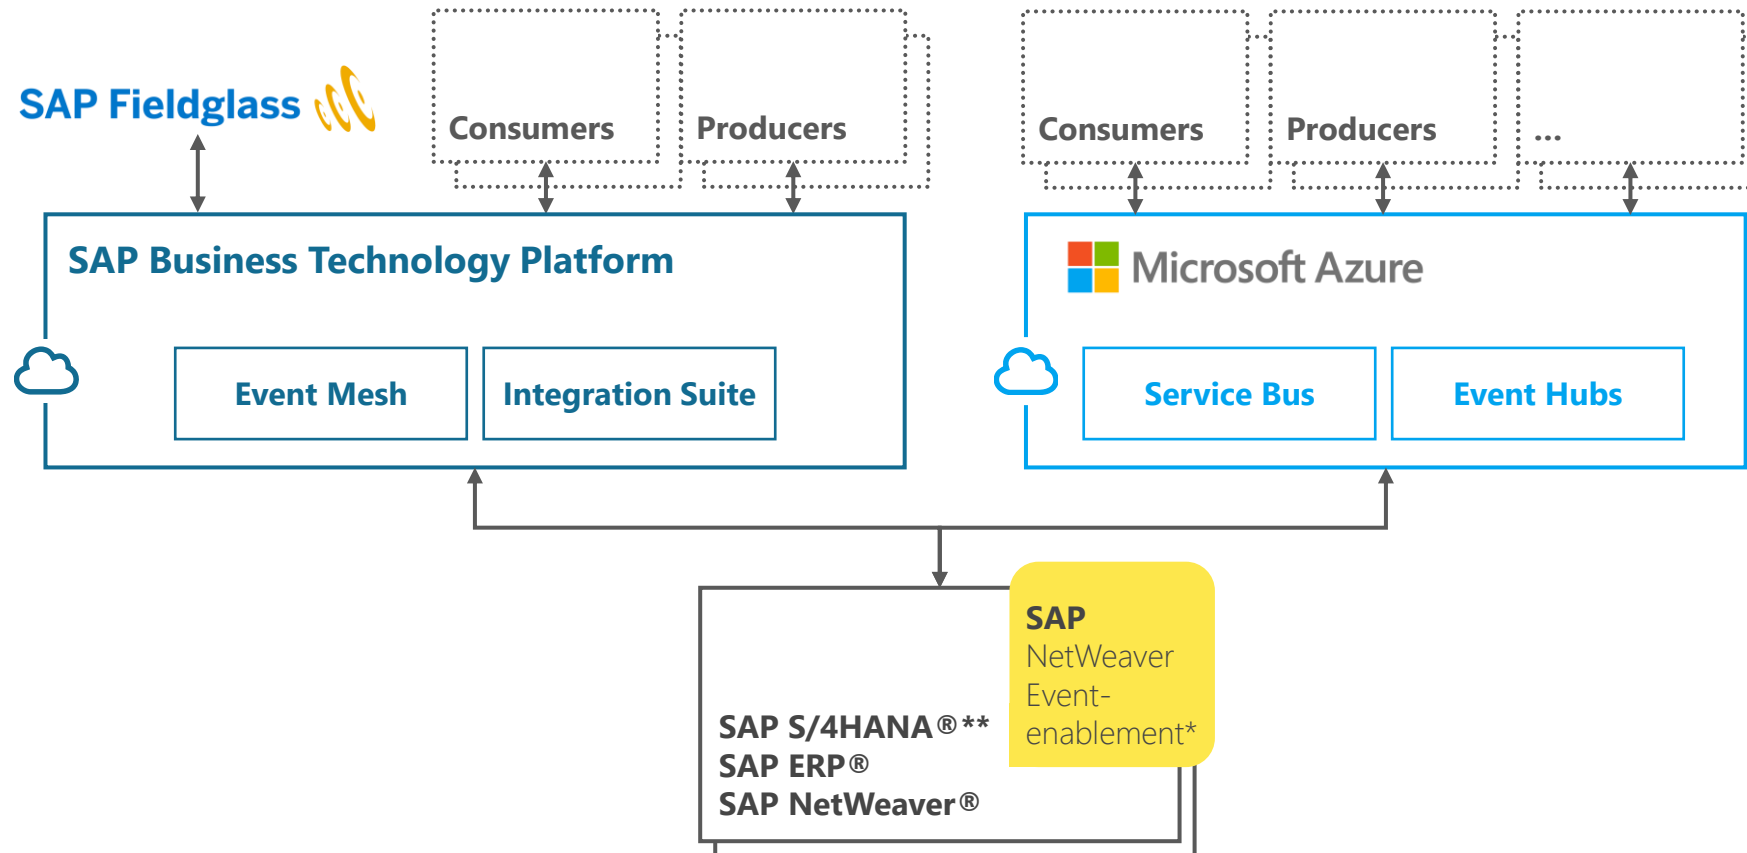 SAP Fieldglass
Consumers
Producers
Consumers
Producers
...
SAP Business Technology Platform
Event Mesh
Integration Suite
Microsoft Azure
Service Bus
Event Hubs
SAP
NetWeaver
Event-
enablement*
SAP S/4HANA®**
SAP ERP®
SAP NetWeaver®